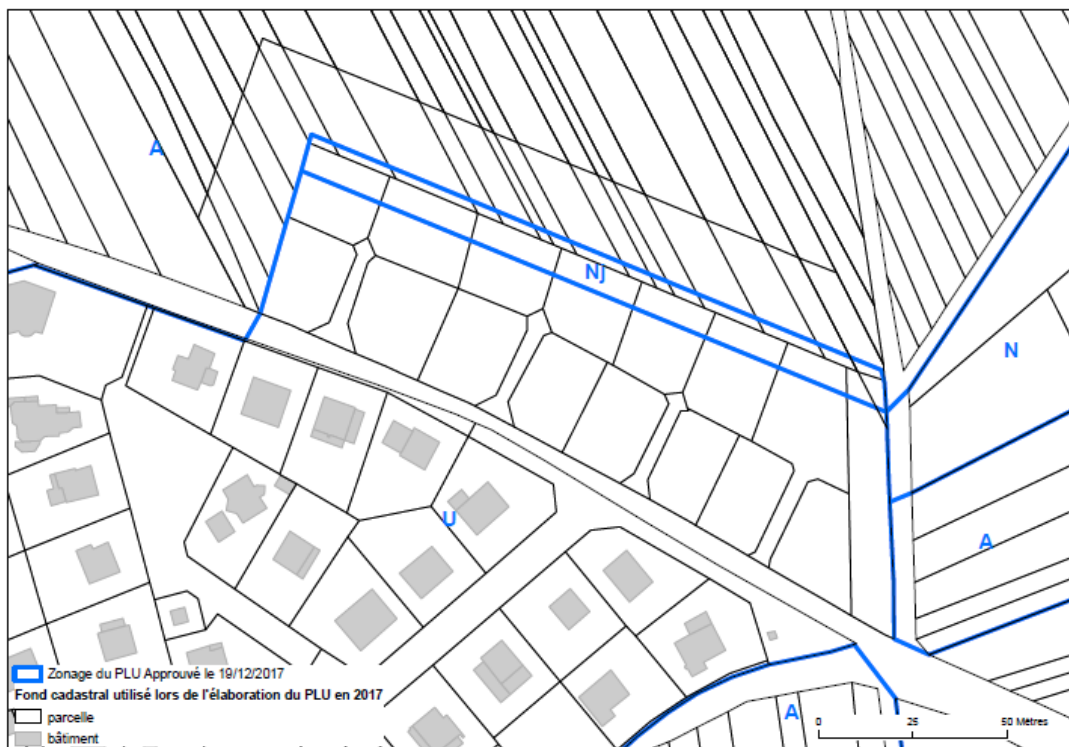 A
Nj
N
U
A
A
Zonage du PLU Approuvé le 19/12/2017
Fond cadastral utilisé lors de l'élaboration du PLU en 2017
parcelle
bâtiment
0 25 50 Mètres